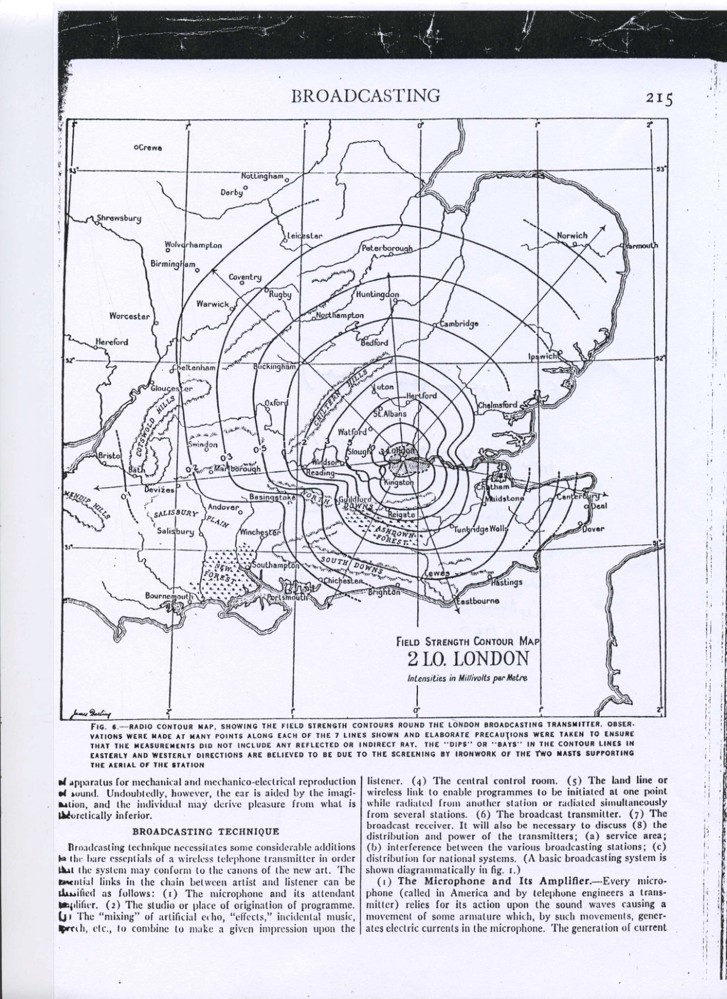 BROADCASTING
215
2°
1°
0°
1°
2°
Crewe
53°
53°
Nottingham
Derby
Shrewsbury
Leicester
Norwich
Yarmouth
Wolverhampton
Peterborough
Birmingham
Coventry
Rugby
Huntingdon
Warwick
Worcester
Northampton
Cambridge
Hereford
Bedford
Ipswich
52°
52°
Cheltenham
Buckingham
Gloucester
CHILTERN HILLS
Luton
Hertford
Oxford
Chelmsford
COTSWOLD HILLS
St. Albans
Watford
Swindon
0·5
1
2
3
5
10
London
Slough
Bristol
0·3
Windsor
0·2
Marlborough
Bath
Reading
Kingston
Devizes
Chatham
0·1
Basingstoke
NORTH DOWNS
Guildford
Maidstone
Canterbury
Deal
MENDIP HILLS
Andover
Reigate
SALISBURY PLAIN
Salisbury
Winchester
ASHDOWN FOREST
Tunbridge Wells
Dover
51°
51°
SOUTH DOWNS
NEW FOREST
Southampton
Lewes
Chichester
Hastings
Bournemouth
Portsmouth
Brighton
Eastbourne
FIELD STRENGTH CONTOUR MAP
2 LO. LONDON
Intensities in Millivolts per Metre
James Darling
2°
1°
0°
1°
2°
FIG. 6.—RADIO CONTOUR MAP, SHOWING THE FIELD STRENGTH CONTOURS ROUND THE LONDON BROADCASTING TRANSMITTER. OBSER-
VATIONS WERE MADE AT MANY POINTS ALONG EACH OF THE 7 LINES SHOWN AND ELABORATE PRECAUTIONS WERE TAKEN TO ENSURE
THAT THE MEASUREMENTS DID NOT INCLUDE ANY REFLECTED OR INDIRECT RAY. THE "DIPS" OR "BAYS" IN THE CONTOUR LINES IN
EASTERLY AND WESTERLY DIRECTIONS ARE BELIEVED TO BE DUE TO THE SCREENING BY IRONWORK OF THE TWO MASTS SUPPORTING
THE AERIAL OF THE STATION
of apparatus for mechanical and mechanico-electrical reproduction
of sound. Undoubtedly, however, the ear is aided by the imagi-
nation, and the individual may derive pleasure from what is
theoretically inferior.
BROADCASTING TECHNIQUE
Broadcasting technique necessitates some considerable additions
to the bare essentials of a wireless telephone transmitter in order
that the system may conform to the canons of the new art. The
essential links in the chain between artist and listener can be
classified as follows: (1) The microphone and its attendant
amplifier. (2) The studio or place of origination of programme.
(3) The "mixing" of artificial echo, "effects," incidental music,
speech, etc., to combine to make a given impression upon the
listener. (4) The central control room. (5) The land line or
wireless link to enable programmes to be initiated at one point
while radiated from another station or radiated simultaneously
from several stations. (6) The broadcast transmitter. (7) The
broadcast receiver. It will also be necessary to discuss (8) the
distribution and power of the transmitters; (a) service area;
(b) interference between the various broadcasting stations; (c)
distribution for national systems. (A basic broadcasting system is
shown diagrammatically in fig. 1.)
(1) The Microphone and Its Amplifier.—Every micro-
phone (called in America and by telephone engineers a trans-
mitter) relies for its action upon the sound waves causing a
movement of some armature which, by such movements, gener-
ates electric currents in the microphone. The generation of current